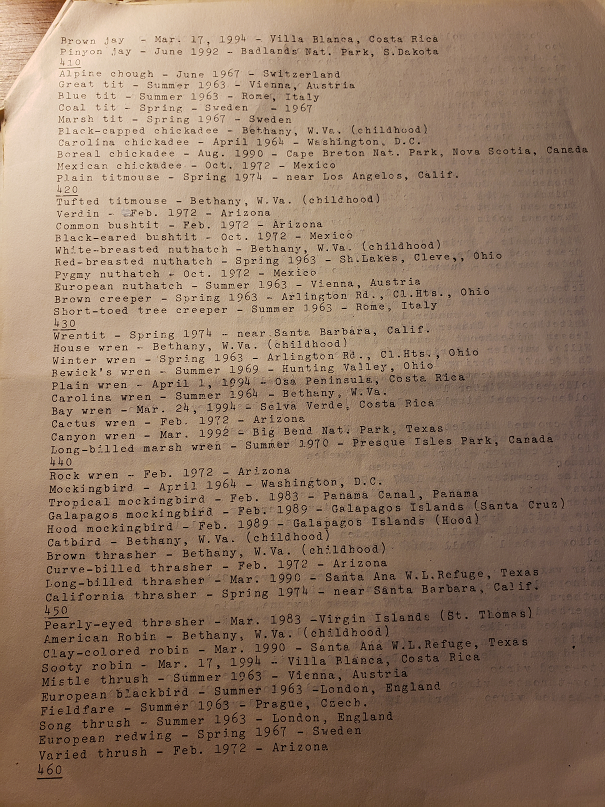 Brown jay - Mar. 17, 1994 - Villa Blanca, Costa Rica
Pinyon jay - June 1992 - Badlands Nat. Park, S.Dakota
410
Alpine chough - June 1967 - Switzerland
Great tit - Summer 1963 - Vienna, Austria
Blue tit - Summer 1963 - Rome, Italy
Coal tit - Spring - Sweden - 1967
Marsh tit - Spring 1967 - Sweden
Black-capped chickadee - Bethany, W.Va. (childhood)
Carolina chickadee - April 1964 - Washington, D.C.
Boreal chickadee - Aug. 1990 - Cape Breton Nat. Park, Nova Scotia, Canada
Mexican chickadee - Oct. 1972 - Mexico
Plain titmouse - Spring 1974 - near Los Angelos, Calif.
420
Tufted titmouse - Bethany, W.Va. (childhood)
Verdin - Feb. 1972 - Arizona
Common bushtit - Feb. 1972 - Arizona
Black-eared bushtit - Oct. 1972 - Mexico
White-breasted nuthatch - Bethany, W.Va. (childhood)
Red-breasted nuthatch - Spring 1963 - Sh.Lakes, Cleve,, Ohio
Pygmy nuthatch - Oct. 1972 - Mexico
European nuthatch - Summer 1963 - Vienna, Austria
Brown creeper - Spring 1963 - Arlington Rd., Cl.Hts., Ohio
Short-toed tree creeper - Summer 1963 - Rome, Italy
430
Wrentit - Spring 1974 - near Santa Barbara, Calif.
House wren - Bethany, W.Va. (childhood)
Winter wren - Spring 1963 - Arlington Rd., Cl.Hts., Ohio
Bewick's wren - Summer 1969 - Hunting Valley, Ohio
Plain wren - April 1, 1994 - Osa Peninsula, Costa Rica
Carolina wren - Summer 1964 - Bethany, W.Va.
Bay wren - Mar. 24, 1994 - Selva Verde, Costa Rica
Cactus wren - Feb. 1972 - Arizona
Canyon wren - Mar. 1992 - Big Bend Nat. Park, Texas
Long-billed marsh wren - Summer 1970 - Presque Isles Park, Canada
440
Rock wren - Feb. 1972 - Arizona
Mockingbird - April 1964 - Washington, D.C.
Tropical mockingbird - Feb. 1983 - Panama Canal, Panama
Galapagos mockingbird - Feb. 1989 - Galapagos Islands (Santa Cruz)
Hood mockingbird - Feb. 1989 - Galapagos Islands (Hood)
Catbird - Bethany, W.Va. (childhood)
Brown thrasher - Bethany, W.Va. (childhood)
Curve-billed thrasher - Feb. 1972 - Arizona
Long-billed thrasher - Mar. 1990 - Santa Ana W.L.Refuge, Texas
California thrasher - Spring 1974 - near Santa Barbara, Calif.
450
Pearly-eyed thrasher - Mar. 1983 -Virgin Islands (St. Thomas)
American Robin - Bethany, W.Va. (childhood)
Clay-colored robin - Mar. 1990 - Santa Ana W.L.Refuge, Texas
Sooty robin - Mar. 17, 1994 - Villa Blanca, Costa Rica
Mistle thrush - Summer 1963 - Vienna, Austria
European blackbird - Summer 1963 -London, England
Fieldfare - Summer 1963 - Prague, Czech.
Song thrush - Summer 1963 - London, England
European redwing - Spring 1967 - Sweden
Varied thrush - Feb. 1972 - Arizona
460